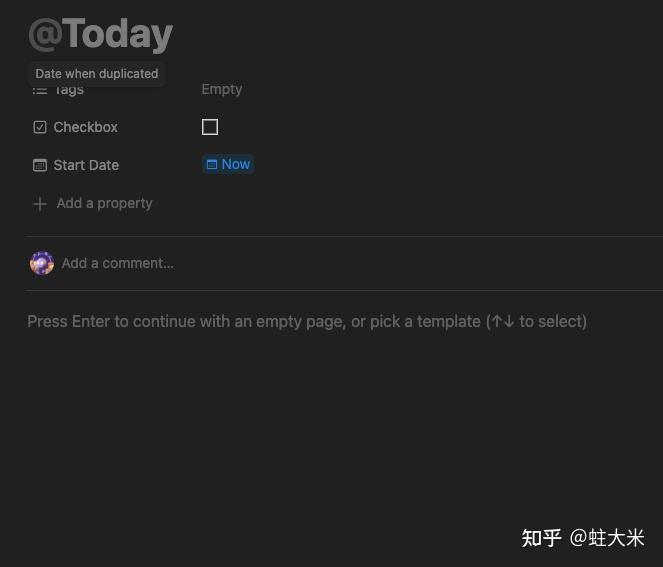 @Today
Date when duplicated
Tags Empty
Checkbox
Start Date Now
Add a property
Add a comment...
Press Enter to continue with an empty page, or pick a template (↑↓ to select)
知乎 @蛀大米